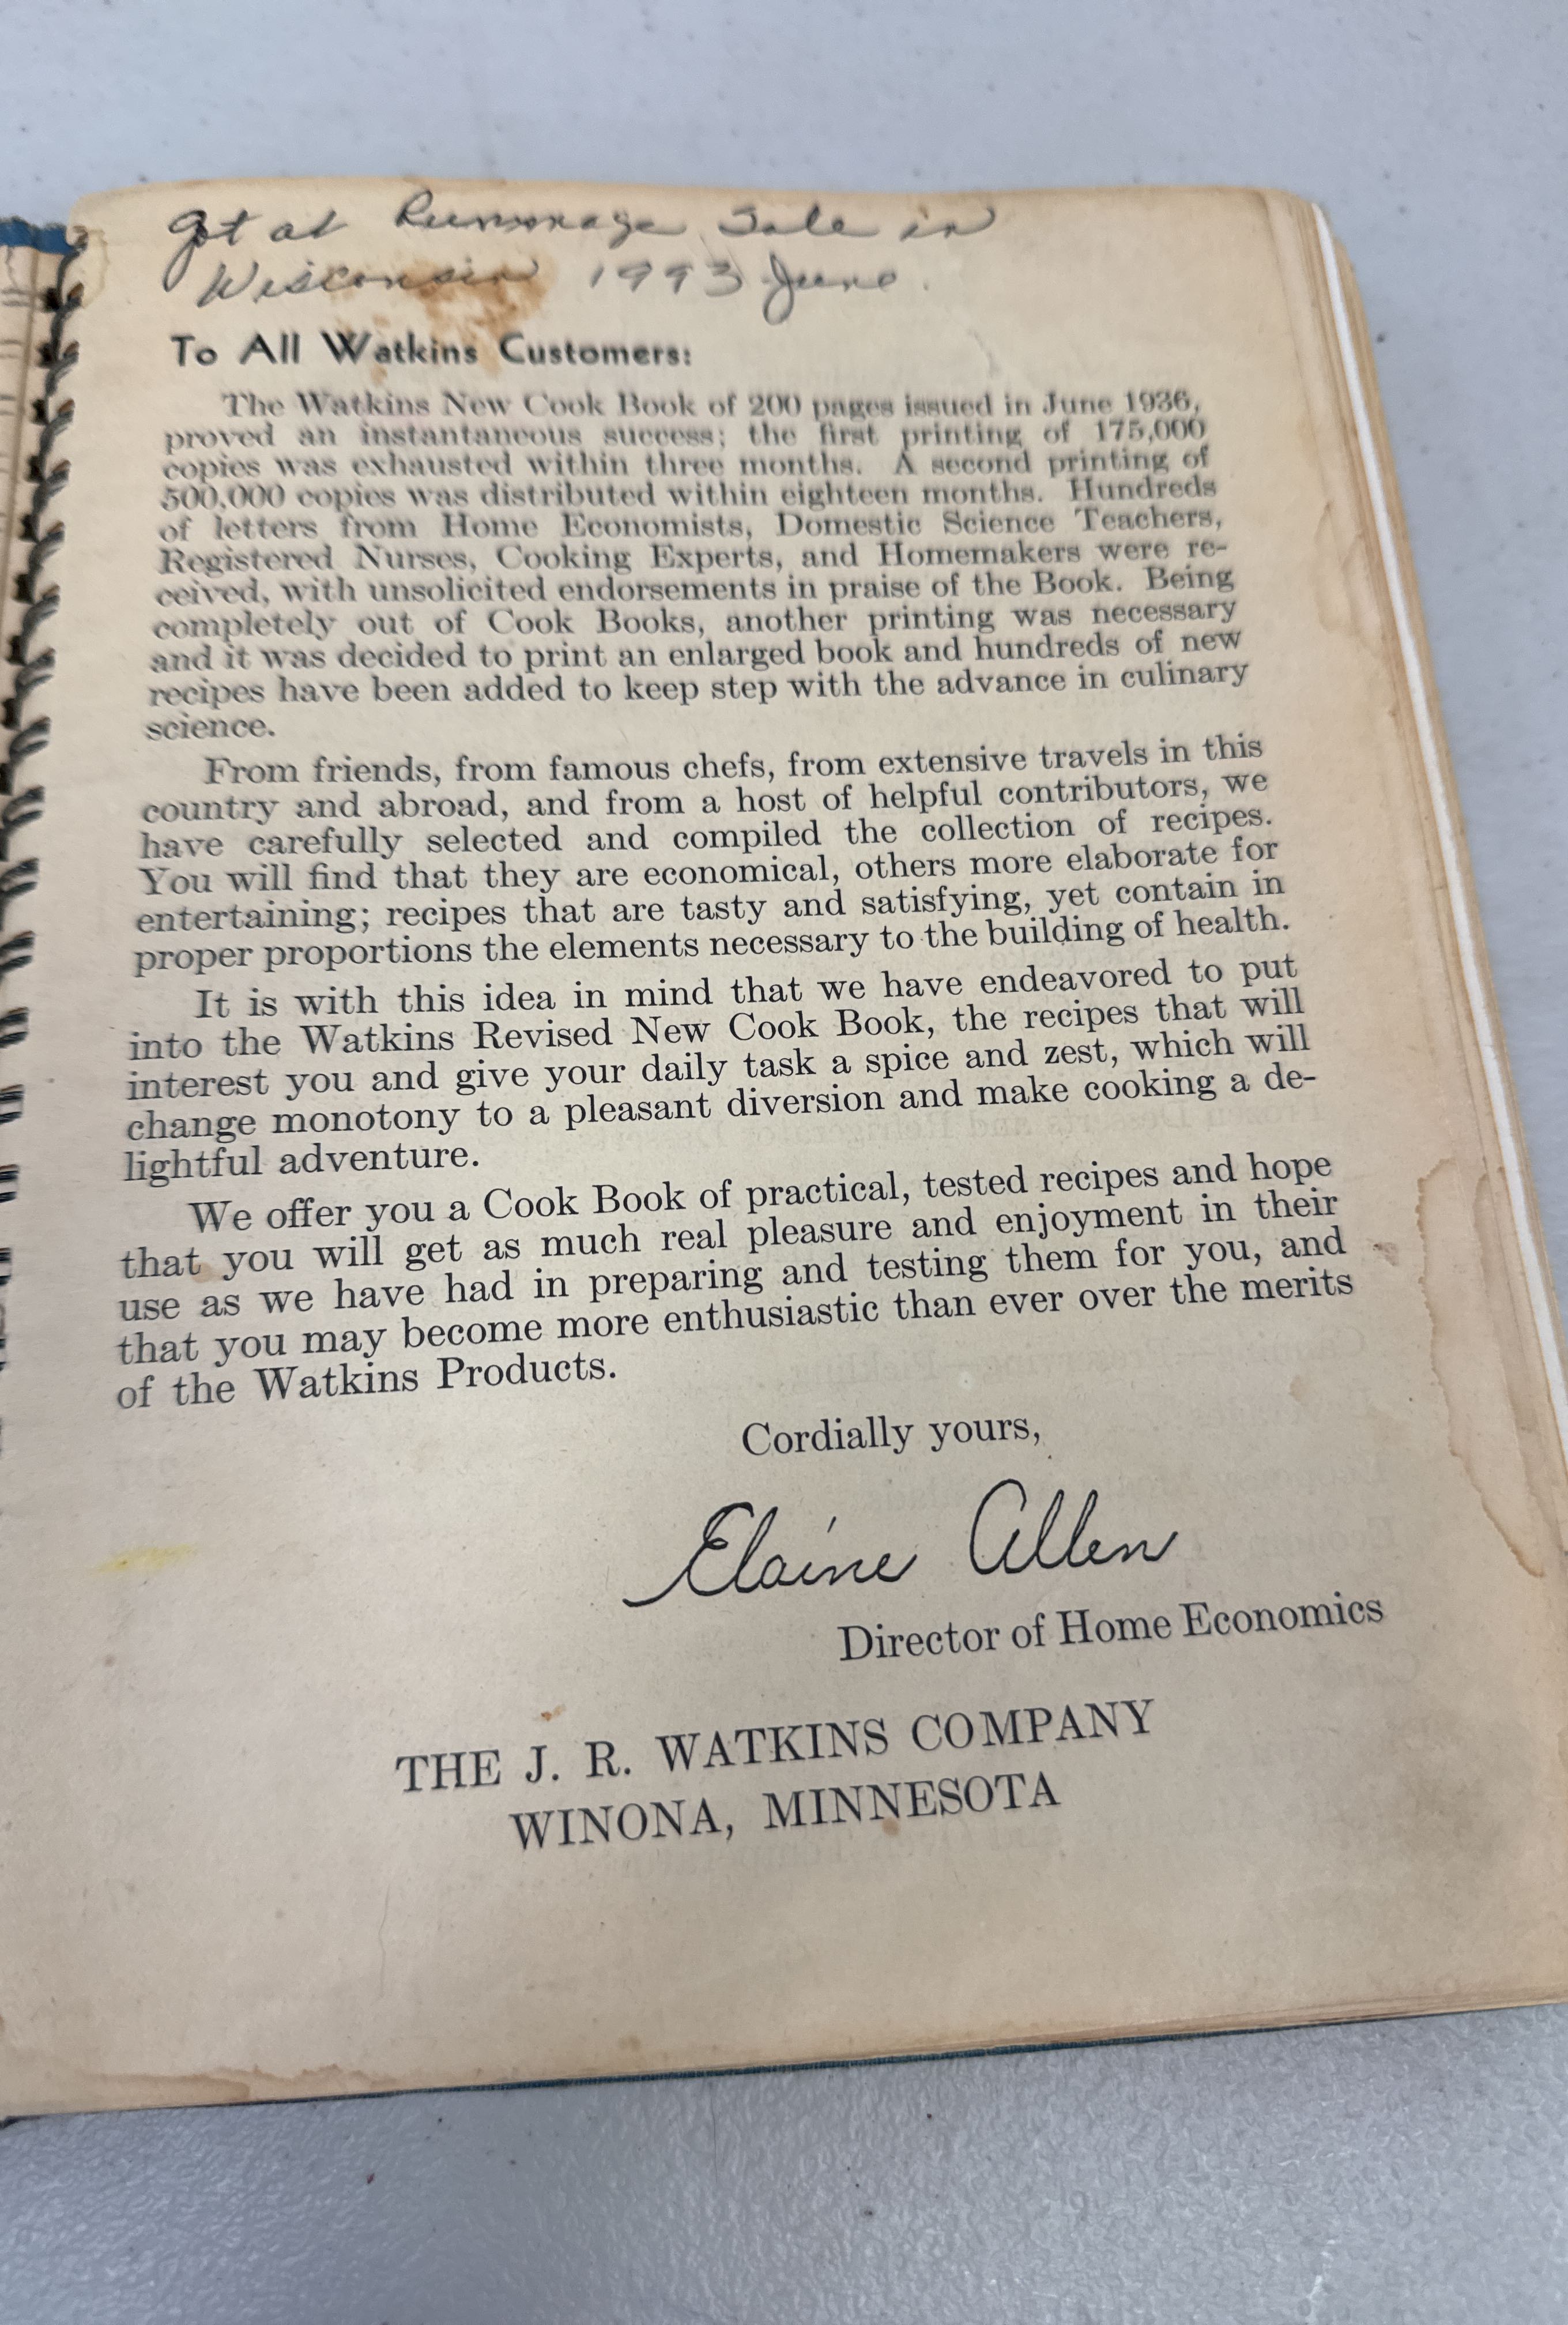 Got at Rummage Sale in
Wisconsin 1993 June.
To All Watkins Customers:
The Watkins New Cook Book of 200 pages issued in June 1936,
proved an instantaneous success; the first printing of 175,000
copies was exhausted within three months. A second printing of
500,000 copies was distributed within eighteen months. Hundreds
of letters from Home Economists, Domestic Science Teachers,
Registered Nurses, Cooking Experts, and Homemakers were re-
ceived, with unsolicited endorsements in praise of the Book. Being
completely out of Cook Books, another printing was necessary
and it was decided to print an enlarged book and hundreds of new
recipes have been added to keep step with the advance in culinary
science.
From friends, from famous chefs, from extensive travels in this
country and abroad, and from a host of helpful contributors, we
have carefully selected and compiled the collection of recipes.
You will find that they are economical, others more elaborate for
entertaining; recipes that are tasty and satisfying, yet contain in
proper proportions the elements necessary to the building of health.
It is with this idea in mind that we have endeavored to put
into the Watkins Revised New Cook Book, the recipes that will
interest you and give your daily task a spice and zest, which will
change monotony to a pleasant diversion and make cooking a de-
lightful adventure.
We offer you a Cook Book of practical, tested recipes and hope
that you will get as much real pleasure and enjoyment in their
use as we have had in preparing and testing them for you, and
that you may become more enthusiastic than ever over the merits
of the Watkins Products.
Cordially yours,
Elaine Allen
Director of Home Economics
THE J. R. WATKINS COMPANY
WINONA, MINNESOTA